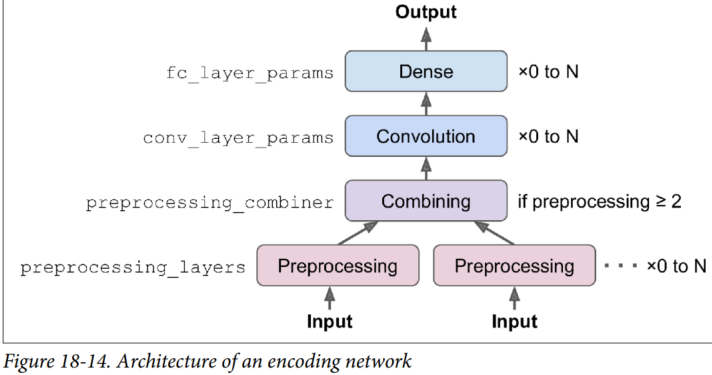 Output
fc_layer_params Dense ×0 to N
conv_layer_params Convolution ×0 to N
preprocessing_combiner Combining if preprocessing ≥ 2
preprocessing_layers Preprocessing Preprocessing ···· ×0 to N
Input Input
Figure 18-14. Architecture of an encoding network